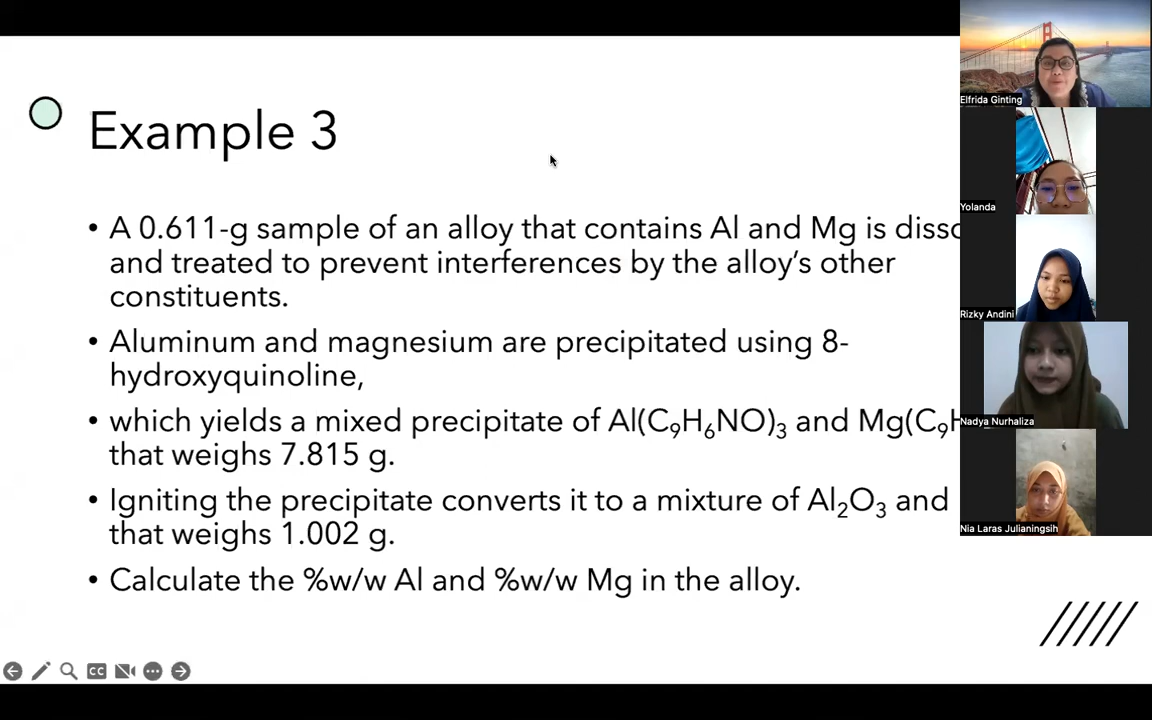 Example 3
• A 0.611-g sample of an alloy that contains Al and Mg is
and treated to prevent interferences by the alloy’s other
constituents.
• Aluminum and magnesium are precipitated using 8-
hydroxyquinoline,
• which yields a mixed precipitate of Al(C₉H₆NO)₃ and
that weighs 7.815 g.
• Igniting the precipitate converts it to a mixture of Al₂O₃ and
that weighs 1.002 g.
• Calculate the %w/w Al and %w/w Mg in the alloy.
Elfrida Ginting
Yolanda
Rizky Andini
Nadya Nurhaliza
Nia Laras Julianingsih
CC